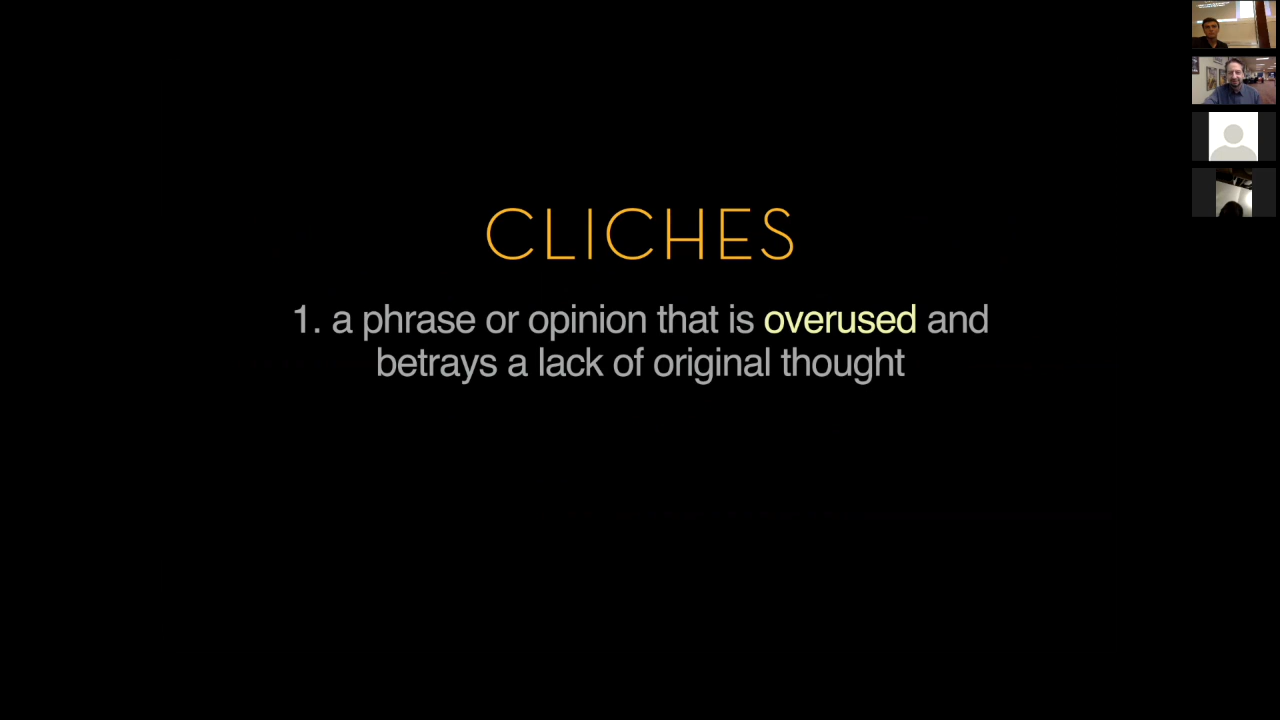 CLICHES
1. a phrase or opinion that is overused and
betrays a lack of original thought